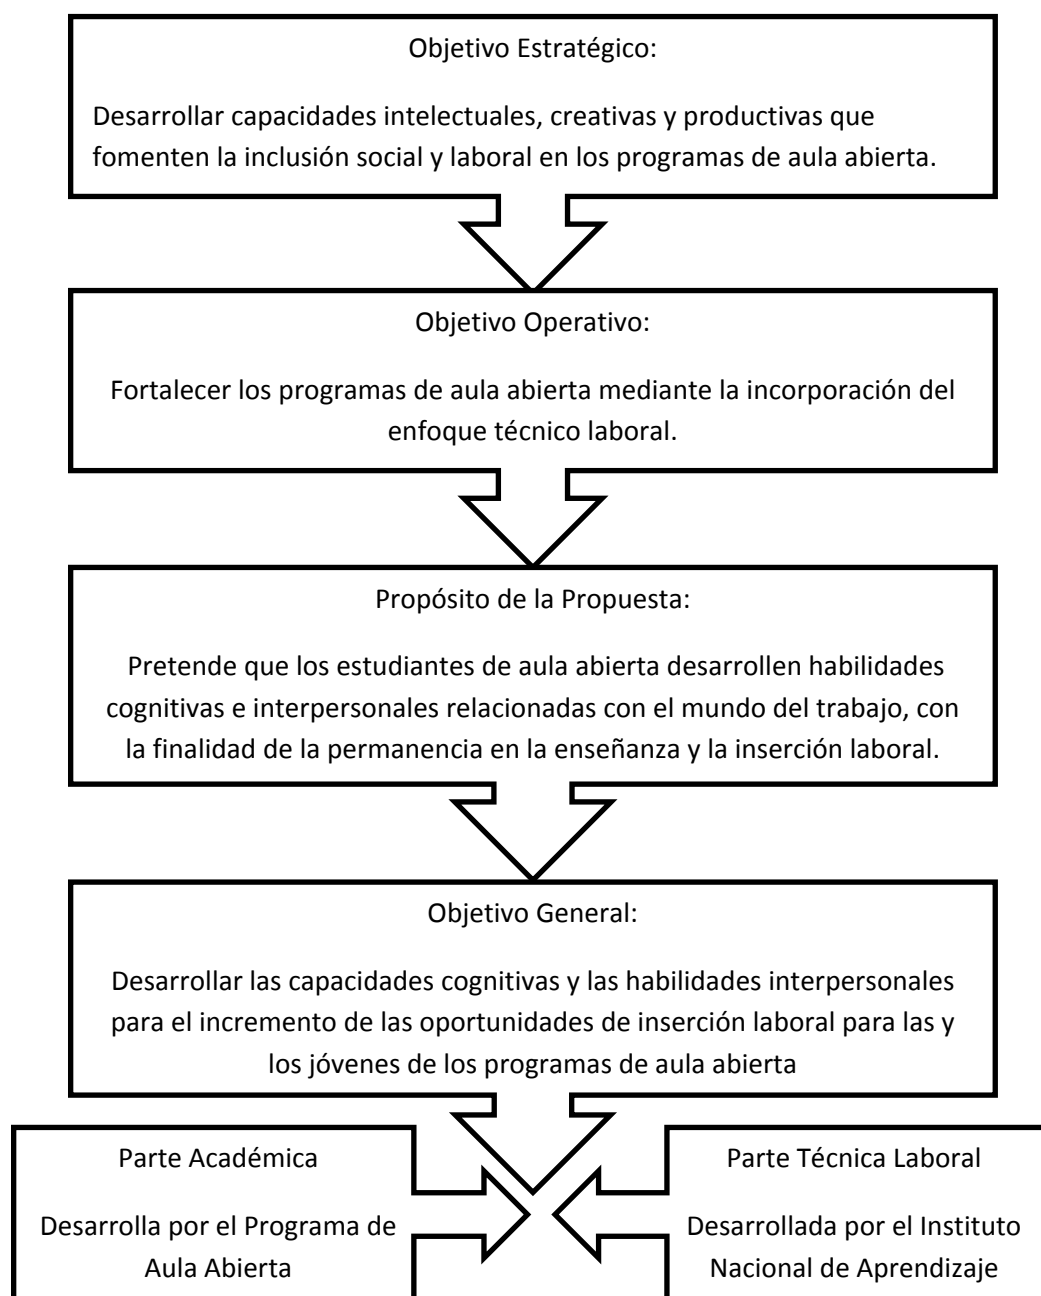 Objetivo Estratégico:
Desarrollar capacidades intelectuales, creativas y productivas que
fomenten la inclusión social y laboral en los programas de aula abierta.
Objetivo Operativo:
Fortalecer los programas de aula abierta mediante la incorporación del
enfoque técnico laboral.
Propósito de la Propuesta:
Pretende que los estudiantes de aula abierta desarrollen habilidades
cognitivas e interpersonales relacionadas con el mundo del trabajo, con
la finalidad de la permanencia en la enseñanza y la inserción laboral.
Objetivo General:
Desarrollar las capacidades cognitivas y las habilidades interpersonales
para el incremento de las oportunidades de inserción laboral para las y
los jóvenes de los programas de aula abierta
Parte Académica
Desarrolla por el Programa de
Aula Abierta
Parte Técnica Laboral
Desarrollada por el Instituto
Nacional de Aprendizaje